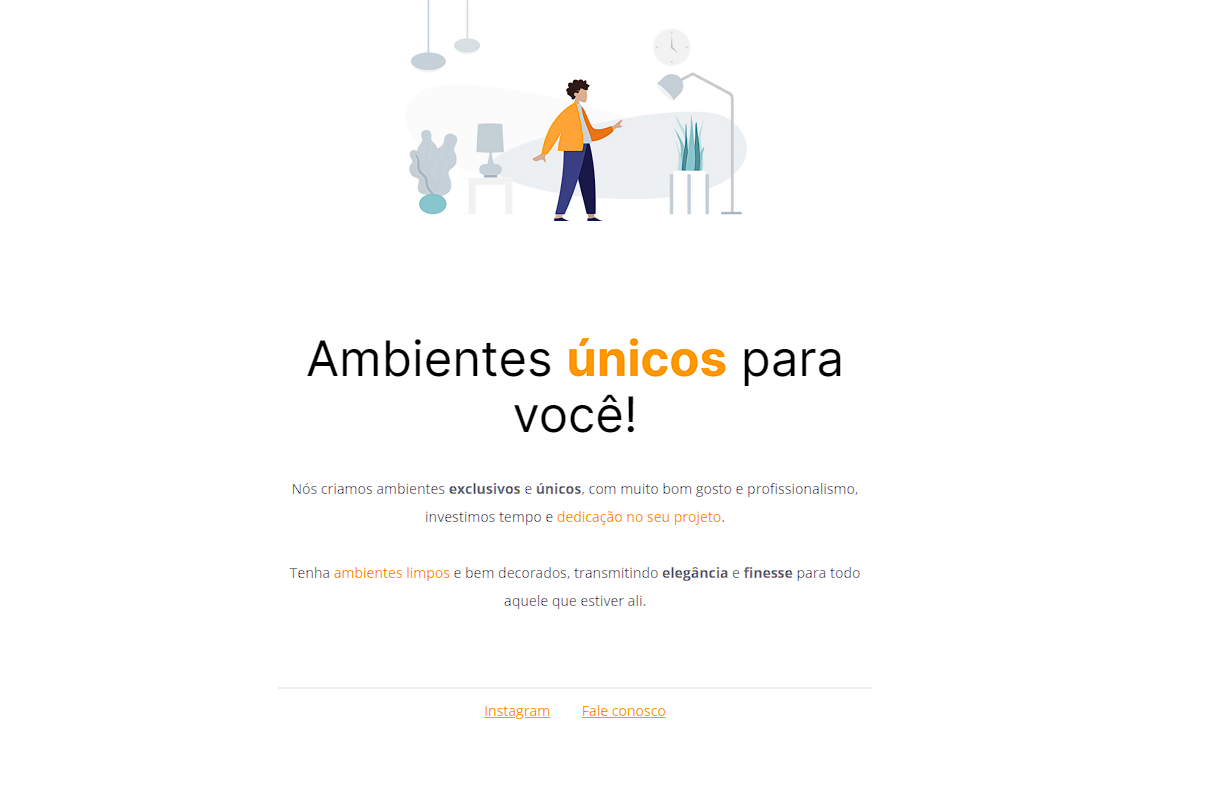 Ambientes únicos para
você!
Nós criamos ambientes exclusivos e únicos, com muito bom gosto e profissionalismo,
investimos tempo e dedicação no seu projeto.
Tenha ambientes limpos e bem decorados, transmitindo elegância e finesse para todo
aquele que estiver ali.
Instagram Fale conosco